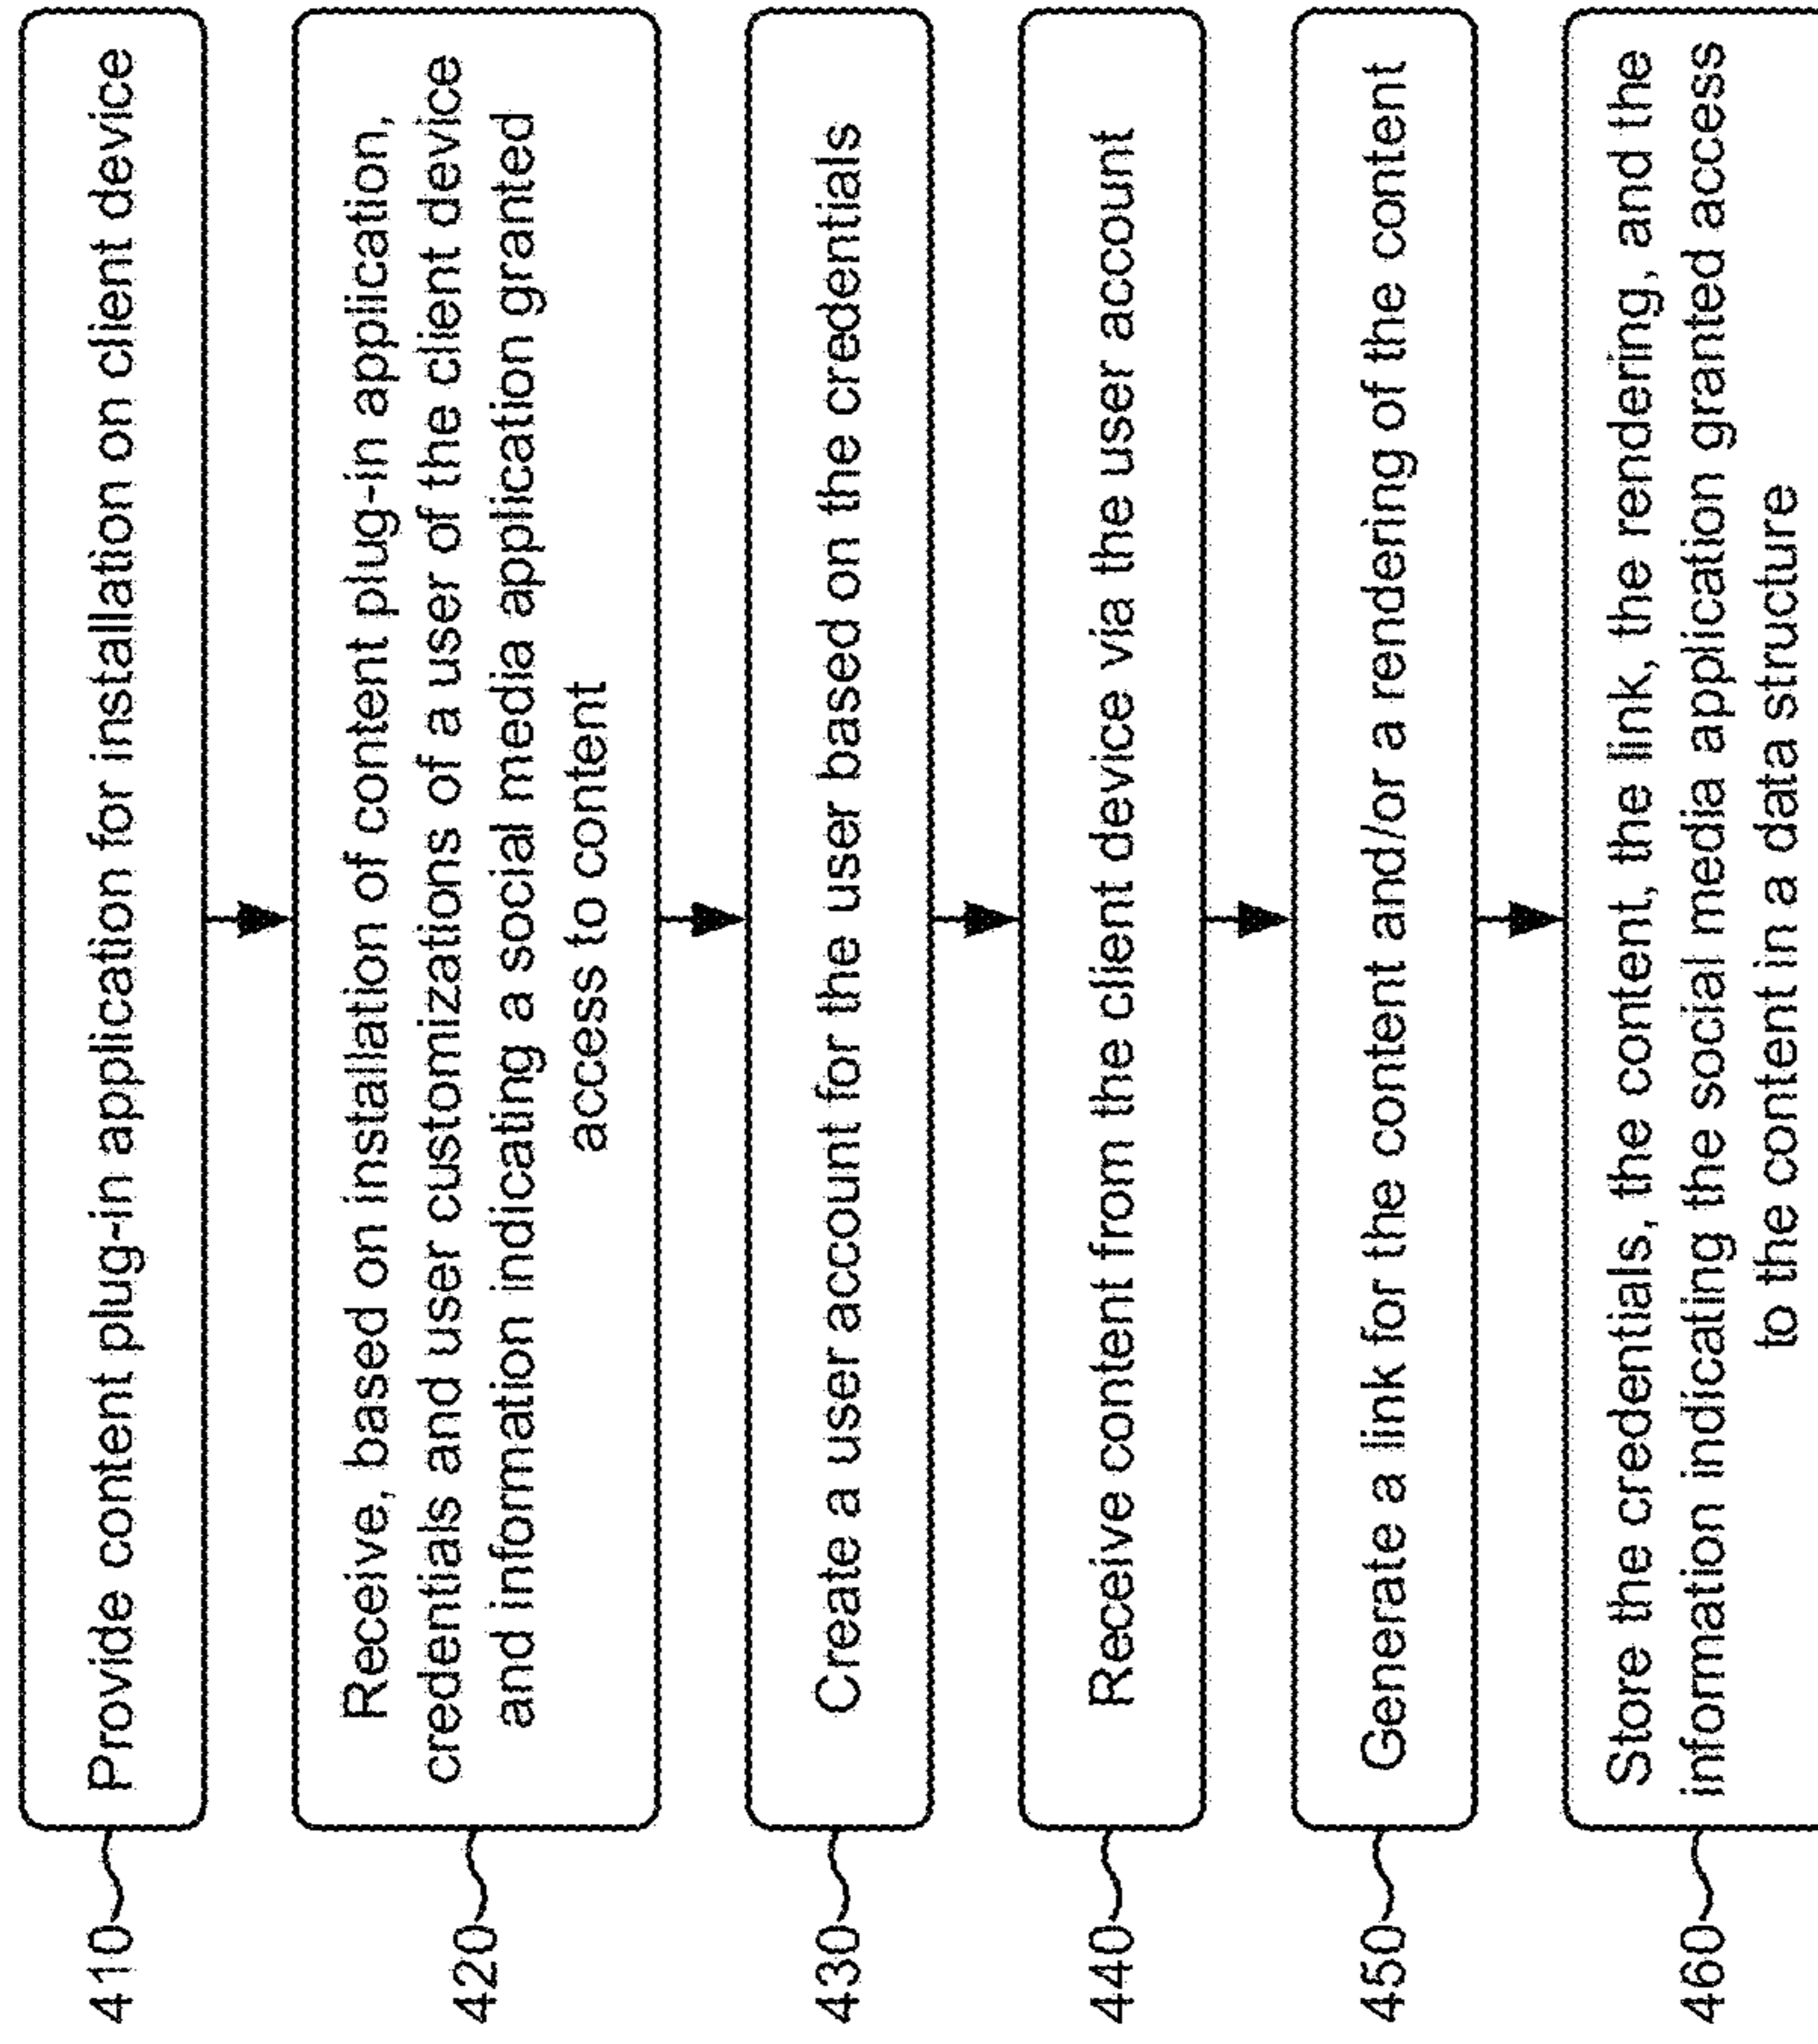 410
Provide content plug-in application for installation on client device
420
Receive, based on installation of content plug-in application,
credentials and user customizations of a user of the client device
and information indicating a social media application granted
access to content
430
Create a user account for the user based on the credentials
440
Receive content from the client device via the user account
450
Generate a link for the content and/or a rendering of the content
460
Store the credentials, the content, the link, the rendering, and the
information indicating the social media application granted access
to the content in a data structure